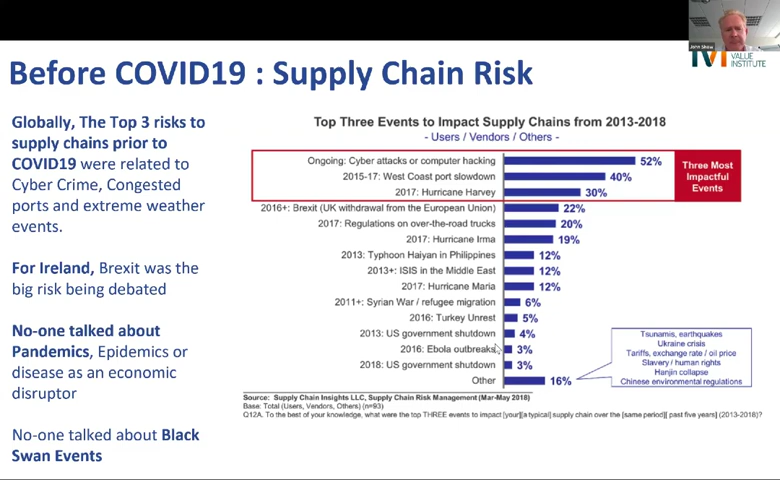 John Shaw
IVI VALUE
INSTITUTE
Before COVID19 : Supply Chain Risk
Globally, The Top 3 risks to
supply chains prior to
COVID19 were related to
Cyber Crime, Congested
ports and extreme weather
events.
For Ireland, Brexit was the
big risk being debated
No-one talked about
Pandemics, Epidemics or
disease as an economic
disruptor
No-one talked about Black
Swan Events
Top Three Events to Impact Supply Chains from 2013-2018
- Users / Vendors / Others -
Ongoing: Cyber attacks or computer hacking 52%
2015-17: West Coast port slowdown 40%
2017: Hurricane Harvey 30%
Three Most
Impactful
Events
2016+: Brexit (UK withdrawal from the European Union) 22%
2017: Regulations on over-the-road trucks 20%
2017: Hurricane Irma 19%
2013: Typhoon Haiyan in Philippines 12%
2013+: ISIS in the Middle East 12%
2017: Hurricane Maria 12%
2011+: Syrian War / refugee migration 6%
2016: Turkey Unrest 5%
2013: US government shutdown 4%
2016: Ebola outbreaks 3%
2018: US government shutdown 3%
Other 16%
Tsunamis, earthquakes
Ukraine crisis
Tariffs, exchange rate / oil price
Slavery / human rights
Hanjin collapse
Chinese environmental regulations
Source: Supply Chain Insights LLC, Supply Chain Risk Management (Mar-May 2018)
Base: Total (Users, Vendors, Others) (n=93)
Q12A. To the best of your knowledge, what were the top THREE events to impact [your][a typical] supply chain over the [same period][ past five years] (2013-2018)?